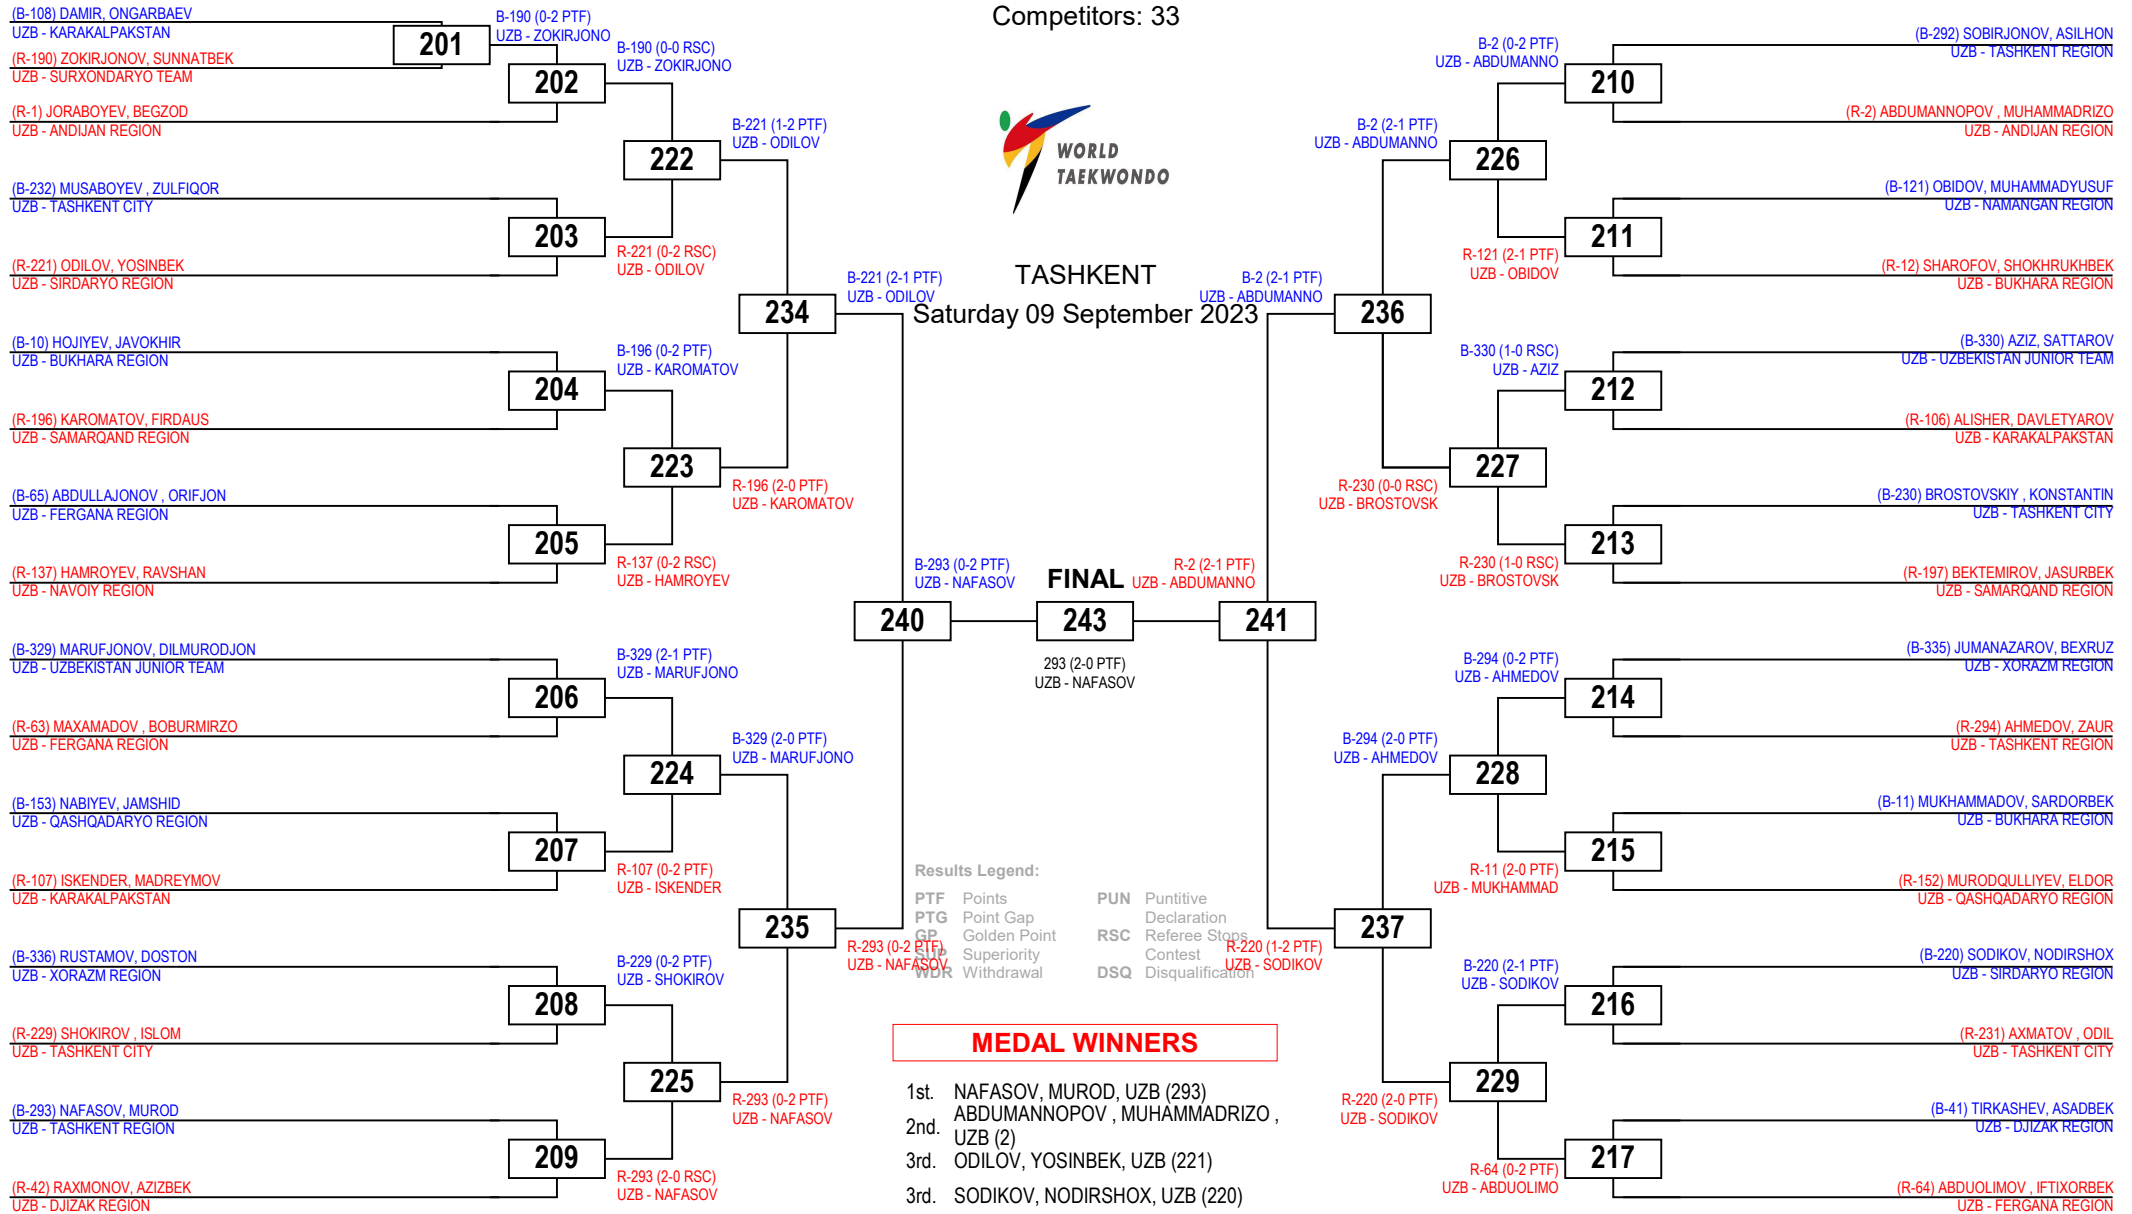 Competitors: 33
WORLD
TAEKWONDO
TASHKENT
Saturday 09 September 2023
(B-108) DAMIR, ONGARBAEV
UZB - KARAKALPAKSTAN
(R-190) ZOKIRJONOV, SUNNATBEK
UZB - SURXONDARYO TEAM
(R-1) JORABOYEV, BEGZOD
UZB - ANDIJAN REGION
(B-232) MUSABOYEV , ZULFIQOR
UZB - TASHKENT CITY
(R-221) ODILOV, YOSINBEK
UZB - SIRDARYO REGION
(B-10) HOJIYEV, JAVOKHIR
UZB - BUKHARA REGION
(R-196) KAROMATOV, FIRDAUS
UZB - SAMARQAND REGION
(B-65) ABDULLAJONOV , ORIFJON
UZB - FERGANA REGION
(R-137) HAMROYEV, RAVSHAN
UZB - NAVOIY REGION
(B-329) MARUFJONOV, DILMURODJON
UZB - UZBEKISTAN JUNIOR TEAM
(R-63) MAXAMADOV , BOBURMIRZO
UZB - FERGANA REGION
(B-153) NABIYEV, JAMSHID
UZB - QASHQADARYO REGION
(R-107) ISKENDER, MADREYMOV
UZB - KARAKALPAKSTAN
(B-336) RUSTAMOV, DOSTON
UZB - XORAZM REGION
(R-229) SHOKIROV , ISLOM
UZB - TASHKENT CITY
(B-293) NAFASOV, MUROD
UZB - TASHKENT REGION
(R-42) RAXMONOV, AZIZBEK
UZB - DJIZAK REGION
201
B-190 (0-2 PTF)
UZB - ZOKIRJONO
202
203
204
205
206
207
208
209
B-190 (0-0 RSC)
UZB - ZOKIRJONO
R-221 (0-2 RSC)
UZB - ODILOV
B-196 (0-2 PTF)
UZB - KAROMATOV
R-137 (0-2 RSC)
UZB - HAMROYEV
B-329 (2-1 PTF)
UZB - MARUFJONO
R-107 (0-2 PTF)
UZB - ISKENDER
B-229 (0-2 PTF)
UZB - SHOKIROV
R-293 (2-0 RSC)
UZB - NAFASOV
222
223
224
225
B-221 (1-2 PTF)
UZB - ODILOV
R-196 (2-0 PTF)
UZB - KAROMATOV
B-329 (2-0 PTF)
UZB - MARUFJONO
R-293 (0-2 PTF)
UZB - NAFASOV
234
235
B-221 (2-1 PTF)
UZB - ODILOV
R-293 (0-2 PTF)
UZB - NAFASOV
240
B-293 (0-2 PTF)
UZB - NAFASOV
FINAL
243
293 (2-0 PTF)
UZB - NAFASOV
R-2 (2-1 PTF)
UZB - ABDUMANNO
241
B-2 (2-1 PTF)
UZB - ABDUMANNO
R-220 (1-2 PTF)
UZB - SODIKOV
236
237
B-2 (2-1 PTF)
UZB - ABDUMANNO
R-230 (0-0 RSC)
UZB - BROSTOVSK
B-294 (2-0 PTF)
UZB - AHMEDOV
R-220 (2-0 PTF)
UZB - SODIKOV
226
227
228
229
B-2 (0-2 PTF)
UZB - ABDUMANNO
R-121 (2-1 PTF)
UZB - OBIDOV
B-330 (1-0 RSC)
UZB - AZIZ
R-230 (1-0 RSC)
UZB - BROSTOVSK
B-294 (0-2 PTF)
UZB - AHMEDOV
R-11 (2-0 PTF)
UZB - MUKHAMMAD
B-220 (2-1 PTF)
UZB - SODIKOV
R-64 (0-2 PTF)
UZB - ABDUOLIMO
210
211
212
213
214
215
216
217
(B-292) SOBIRJONOV, ASILHON
UZB - TASHKENT REGION
(R-2) ABDUMANNOPOV , MUHAMMADRIZO
UZB - ANDIJAN REGION
(B-121) OBIDOV, MUHAMMADYUSUF
UZB - NAMANGAN REGION
(R-12) SHAROFOV, SHOKHRUKHBEK
UZB - BUKHARA REGION
(B-330) AZIZ, SATTAROV
UZB - UZBEKISTAN JUNIOR TEAM
(R-106) ALISHER, DAVLETYAROV
UZB - KARAKALPAKSTAN
(B-230) BROSTOVSKIY , KONSTANTIN
UZB - TASHKENT CITY
(R-197) BEKTEMIROV, JASURBEK
UZB - SAMARQAND REGION
(B-335) JUMANAZAROV, BEXRUZ
UZB - XORAZM REGION
(R-294) AHMEDOV, ZAUR
UZB - TASHKENT REGION
(B-11) MUKHAMMADOV, SARDORBEK
UZB - BUKHARA REGION
(R-152) MURODQULLIYEV, ELDOR
UZB - QASHQADARYO REGION
(B-220) SODIKOV, NODIRSHOX
UZB - SIRDARYO REGION
(R-231) AXMATOV , ODIL
UZB - TASHKENT CITY
(B-41) TIRKASHEV, ASADBEK
UZB - DJIZAK REGION
(R-64) ABDUOLIMOV , IFTIXORBEK
UZB - FERGANA REGION
Results Legend:
PTF Points
PTG Point Gap
GP Golden Point
SUP Superiority
WDR Withdrawal
PUN Puntitive
Declaration
RSC Referee Stops
Contest
DSQ Disqualification
MEDAL WINNERS
1st. NAFASOV, MUROD, UZB (293)
2nd. ABDUMANNOPOV , MUHAMMADRIZO ,
UZB (2)
3rd. ODILOV, YOSINBEK, UZB (221)
3rd. SODIKOV, NODIRSHOX, UZB (220)